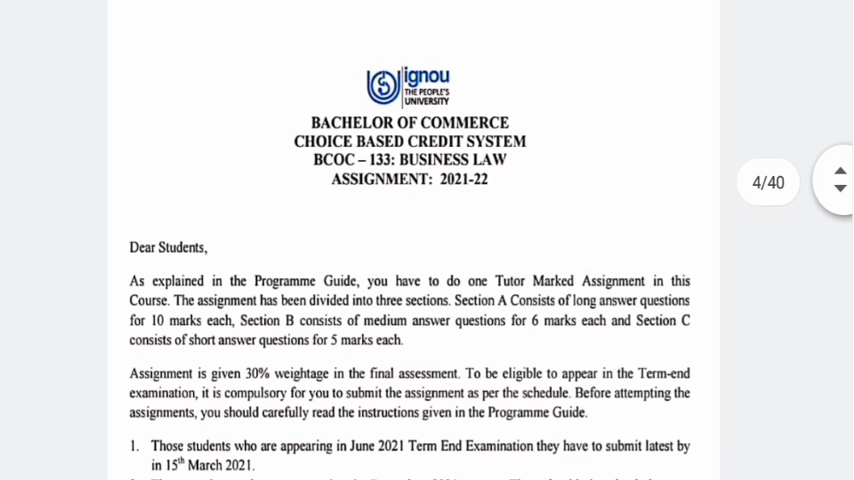 ignou
THE PEOPLE'S
UNIVERSITY
BACHELOR OF COMMERCE
CHOICE BASED CREDIT SYSTEM
BCOC – 133: BUSINESS LAW
ASSIGNMENT: 2021-22
4/40
Dear Students,
As explained in the Programme Guide, you have to do one Tutor Marked Assignment in this
Course. The assignment has been divided into three sections. Section A Consists of long answer questions
for 10 marks each, Section B consists of medium answer questions for 6 marks each and Section C
consists of short answer questions for 5 marks each.
Assignment is given 30% weightage in the final assessment. To be eligible to appear in the Term-end
examination, it is compulsory for you to submit the assignment as per the schedule. Before attempting the
assignments, you should carefully read the instructions given in the Programme Guide.
1. Those students who are appearing in June 2021 Term End Examination they have to submit latest by
in 15th March 2021.